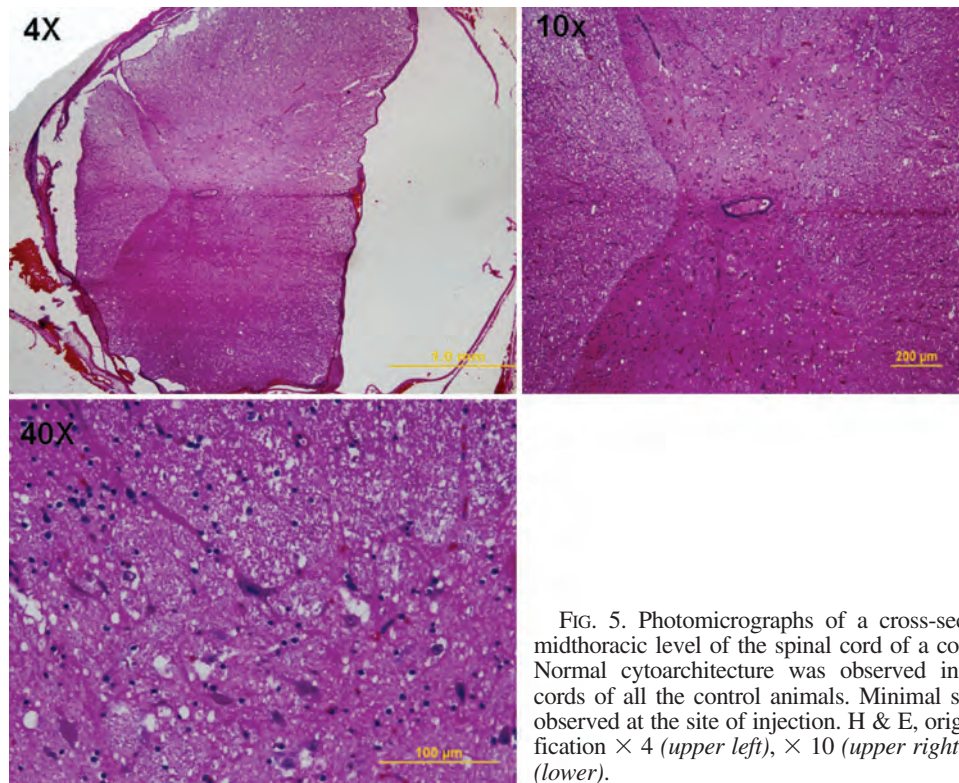 4X
10x
1.0 mm
200 µm
40X
100 µm
FIG. 5. Photomicrographs of a cross-sec
midthoracic level of the spinal cord of a co
Normal cytoarchitecture was observed in
cords of all the control animals. Minimal s
observed at the site of injection. H & E, orig
fication × 4 (upper left), × 10 (upper right
(lower).